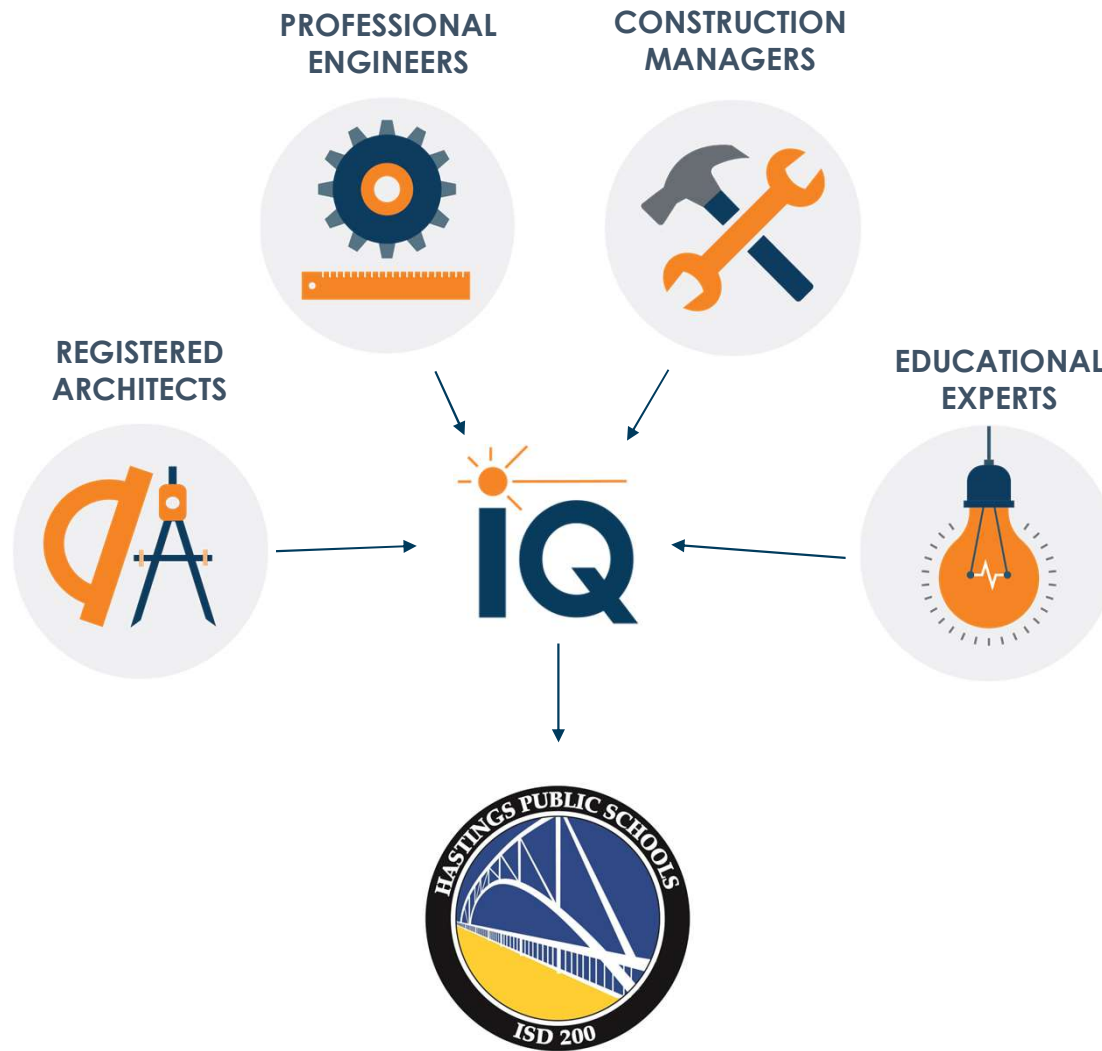 PROFESSIONAL
ENGINEERS
CONSTRUCTION
MANAGERS
REGISTERED
ARCHITECTS
EDUCATIONAL
EXPERTS
iQ
HASTINGS PUBLIC SCHOOLS
ISD 200